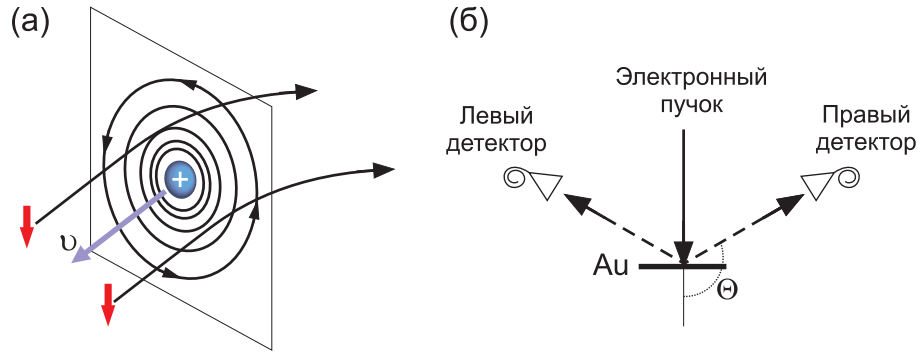 (а)
(б)
Электронный
пучок
Левый
детектор
Правый
детектор
+
υ
Au
Θ